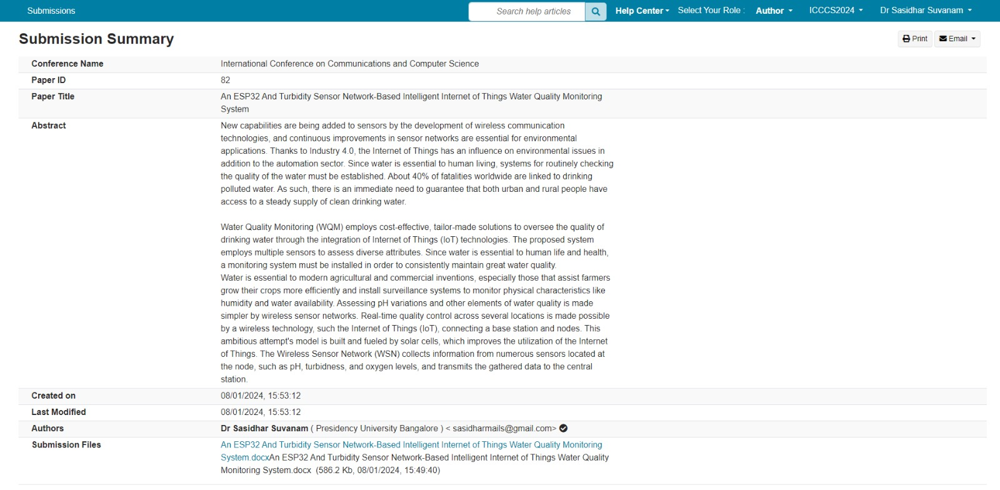 Submissions
Search help articles
Help Center
Select Your Role :
Author
ICCCS2024
Dr Sasidhar Suvanam
Submission Summary
Print
Email
Conference Name
International Conference on Communications and Computer Science
Paper ID
82
Paper Title
An ESP32 And Turbidity Sensor Network-Based Intelligent Internet of Things Water Quality Monitoring
System
Abstract
New capabilities are being added to sensors by the development of wireless communication
technologies, and continuous improvements in sensor networks are essential for environmental
applications. Thanks to Industry 4.0, the Internet of Things has an influence on environmental issues in
addition to the automation sector. Since water is essential to human living, systems for routinely checking
the quality of the water must be established. About 40% of fatalities worldwide are linked to drinking
polluted water. As such, there is an immediate need to guarantee that both urban and rural people have
access to a steady supply of clean drinking water.
Water Quality Monitoring (WQM) employs cost-effective, tailor-made solutions to oversee the quality of
drinking water through the integration of Internet of Things (IoT) technologies. The proposed system
employs multiple sensors to assess diverse attributes. Since water is essential to human life and health,
a monitoring system must be installed in order to consistently maintain great water quality.
Water is essential to modern agricultural and commercial inventions, especially those that assist farmers
grow their crops more efficiently and install surveillance systems to monitor physical characteristics like
humidity and water availability. Assessing pH variations and other elements of water quality is made
simpler by wireless sensor networks. Real-time quality control across several locations is made possible
by a wireless technology, such the Internet of Things (IoT), connecting a base station and nodes. This
ambitious attempt's model is built and fueled by solar cells, which improves the utilization of the Internet
of Things. The Wireless Sensor Network (WSN) collects information from numerous sensors located at
the node, such as pH, turbidness, and oxygen levels, and transmits the gathered data to the central
station.
Created on
08/01/2024, 15:53:12
Last Modified
08/01/2024, 15:53:12
Authors
Dr Sasidhar Suvanam ( Presidency University Bangalore ) < sasidharmails@gmail.com>
Submission Files
An ESP32 And Turbidity Sensor Network-Based Intelligent Internet of Things Water Quality Monitoring
System.docxAn ESP32 And Turbidity Sensor Network-Based Intelligent Internet of Things Water Quality
Monitoring System.docx (586.2 Kb, 08/01/2024, 15:49:40)